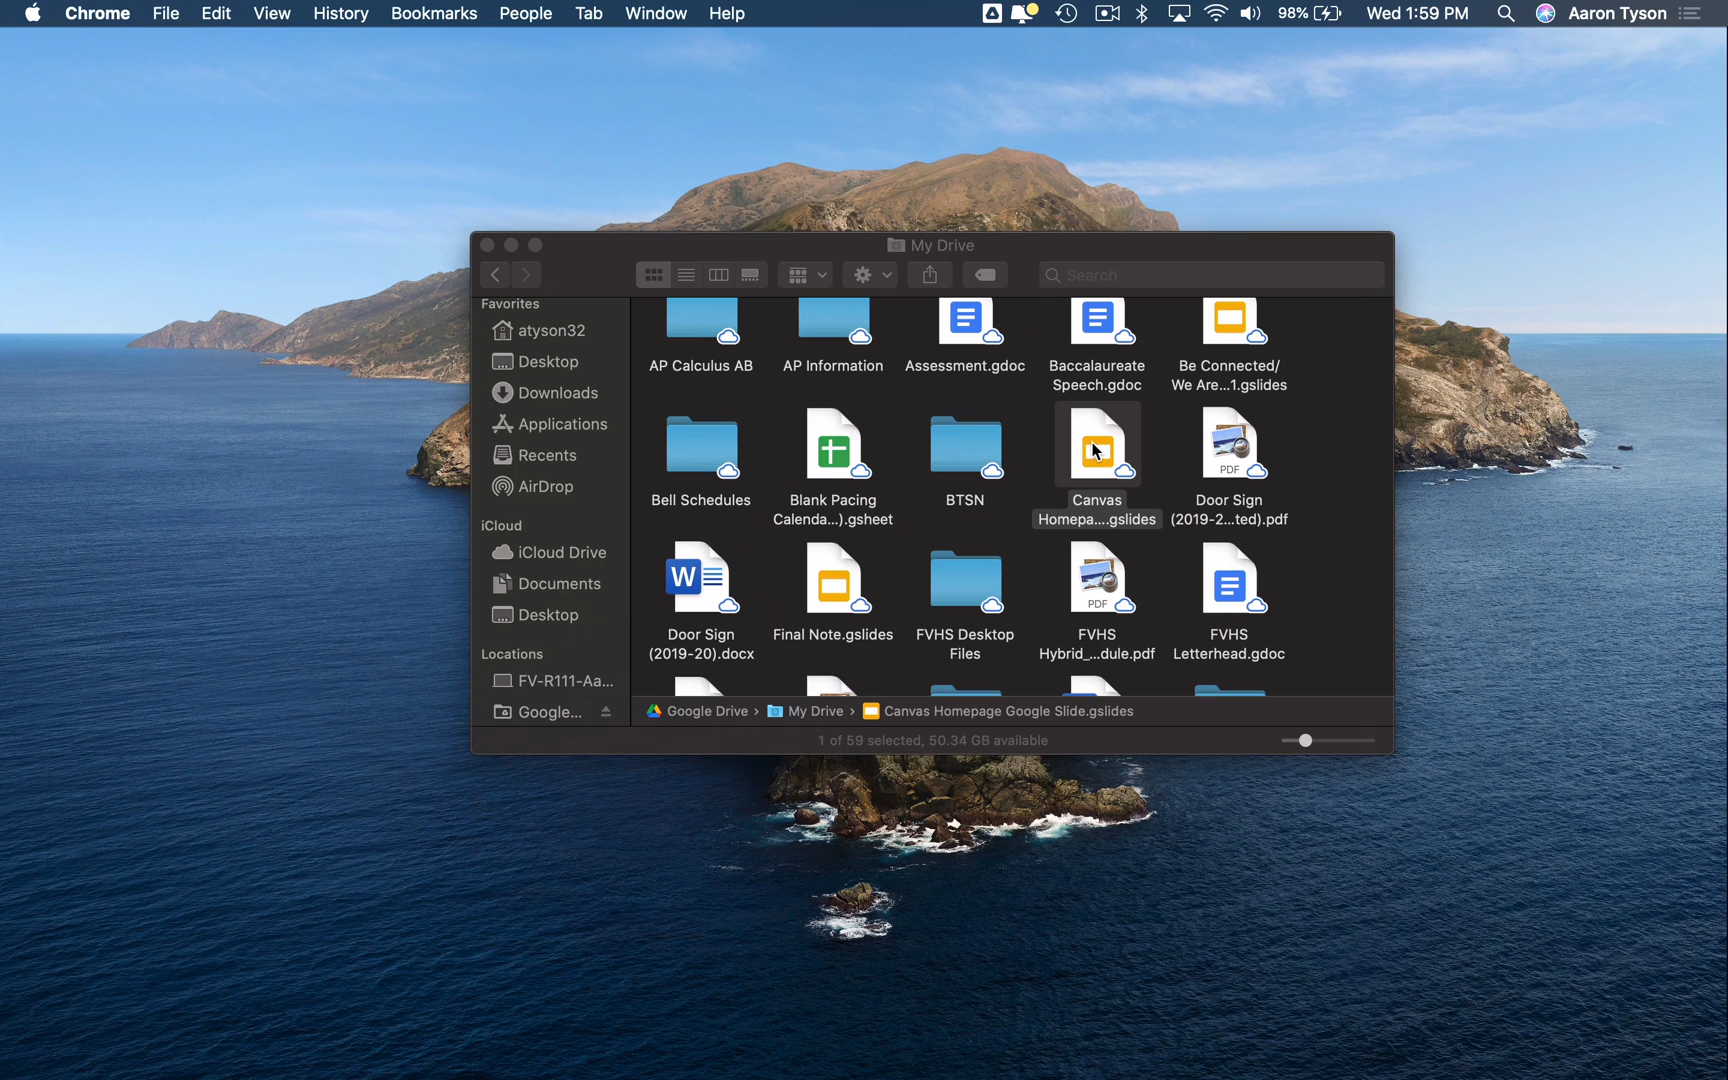 Chrome File Edit View History Bookmarks People Tab Window Help 98% Wed 1:59 PM Aaron Tyson
My Drive
Search
Favorites
atyson32
Desktop
Downloads
Applications
Recents
AirDrop
iCloud
iCloud Drive
Documents
Desktop
Locations
FV-R111-Aa...
Google...
AP Calculus AB
AP Information
Assessment.gdoc
Baccalaureate
Speech.gdoc
Be Connected/
We Are...1.gslides
Bell Schedules
Blank Pacing
Calenda...).gsheet
BTSN
Canvas
Homepa....gslides
PDF
Door Sign
(2019-2...ted).pdf
W
Door Sign
(2019-20).docx
Final Note.gslides
FVHS Desktop
Files
PDF
FVHS
Hybrid_...dule.pdf
FVHS
Letterhead.gdoc
Google Drive › My Drive › Canvas Homepage Google Slide.gslides
1 of 59 selected, 50.34 GB available